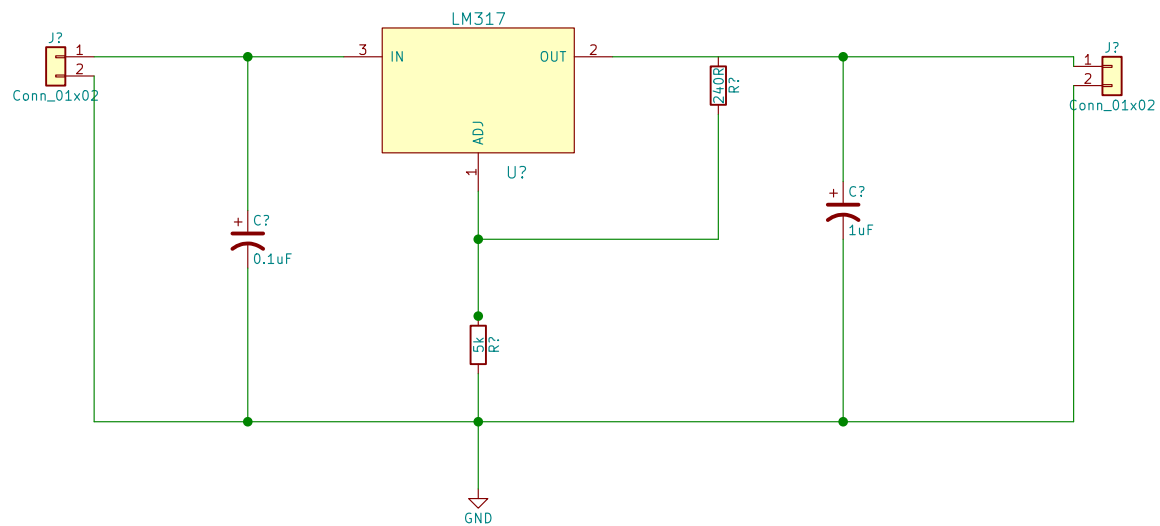 LM317
J?
1
2
Conn_01x02
3
IN
OUT
2
ADJ
1
U?
240R
R?
J?
1
2
Conn_01x02
+
C?
0.1uF
+
C?
1uF
5k
R?
GND